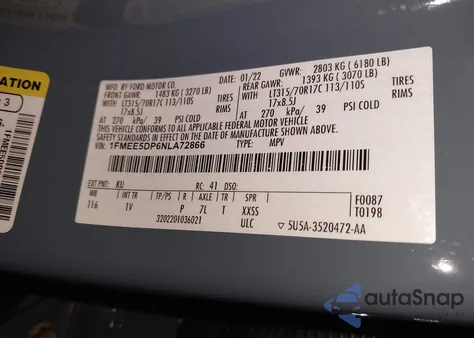 MFD. BY FORD MOTOR CO.
DATE: 01/22 GVWR: 2803 KG ( 6180 LB)
FRONT GAWR: 1483 KG ( 3270 LB) REAR GAWR: 1393 KG ( 3070 LB)
WITH LT315/70R17C 113/110S WITH LT315/70R17C 113/110S
17x8.5J 17x8.5J
AT 270 kPa/ 39 PSI COLD AT 270 kPa/ 39 PSI COLD
THIS VEHICLE CONFORMS TO ALL APPLICABLE FEDERAL MOTOR VEHICLE
SAFETY STANDARDS IN EFFECT ON THE DATE OF MANUFACTURE SHOWN ABOVE.
VIN: 1FMEE5DP6NLA72866 TYPE: MPV
EXT PNT: KU RC: 41 DSO:
WB INT TR TP/PS R AXLE TR SPR F0087
116 1V P 7L T XXSS T0198
3202201036021 ULC ▽ 5U5A-3520472-AA
ATION
3
autoSnap